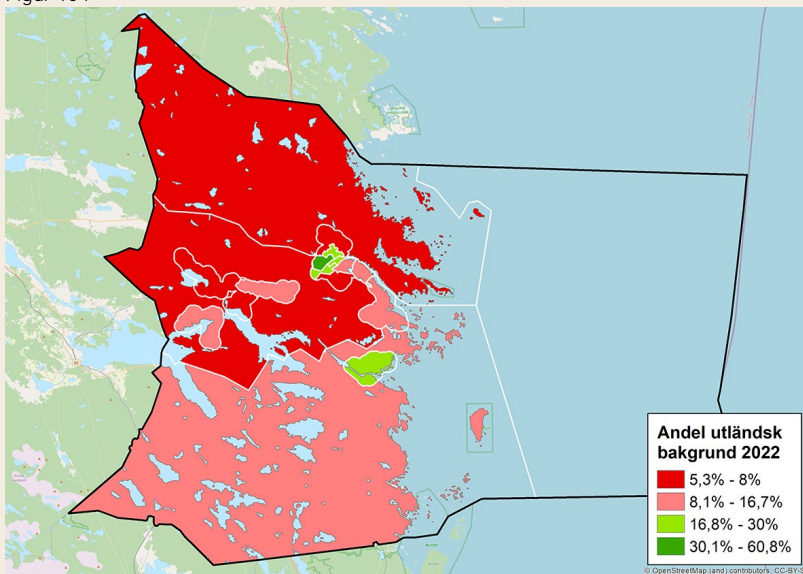 Andel utländsk
bakgrund 2022
5,3% - 8%
8,1% - 16,7%
16,8% - 30%
30,1% - 60,8%
© OpenStreetMap (and) contributors, CC-BY-S